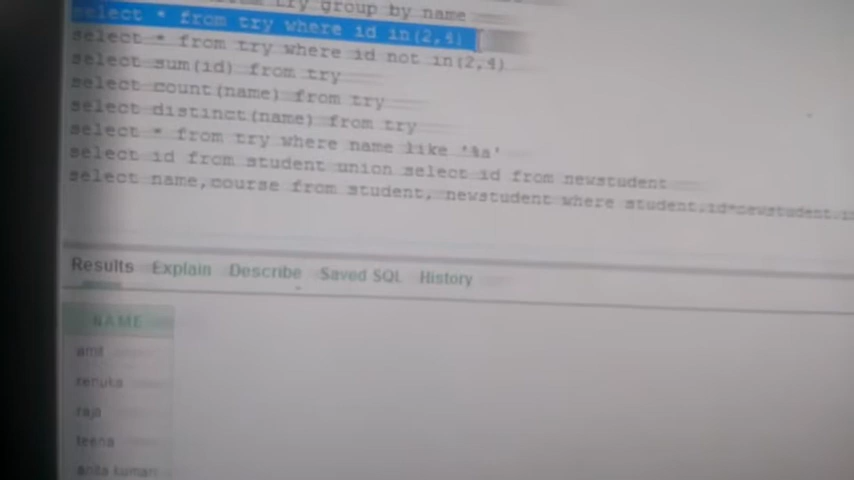 try group by name
select * from try where id in(2,4)
select * from try where id not in(2,4)
select sum(id) from try
select count(name) from try
select distinct(name) from try
select * from try where name like '%a'
select id from student union select id from newstudent
select name,course from student, newstudent where student.id=newstudent.id
Results Explain Describe Saved SQL History
NAME
amit
renuka
raja
teena
anita kumari